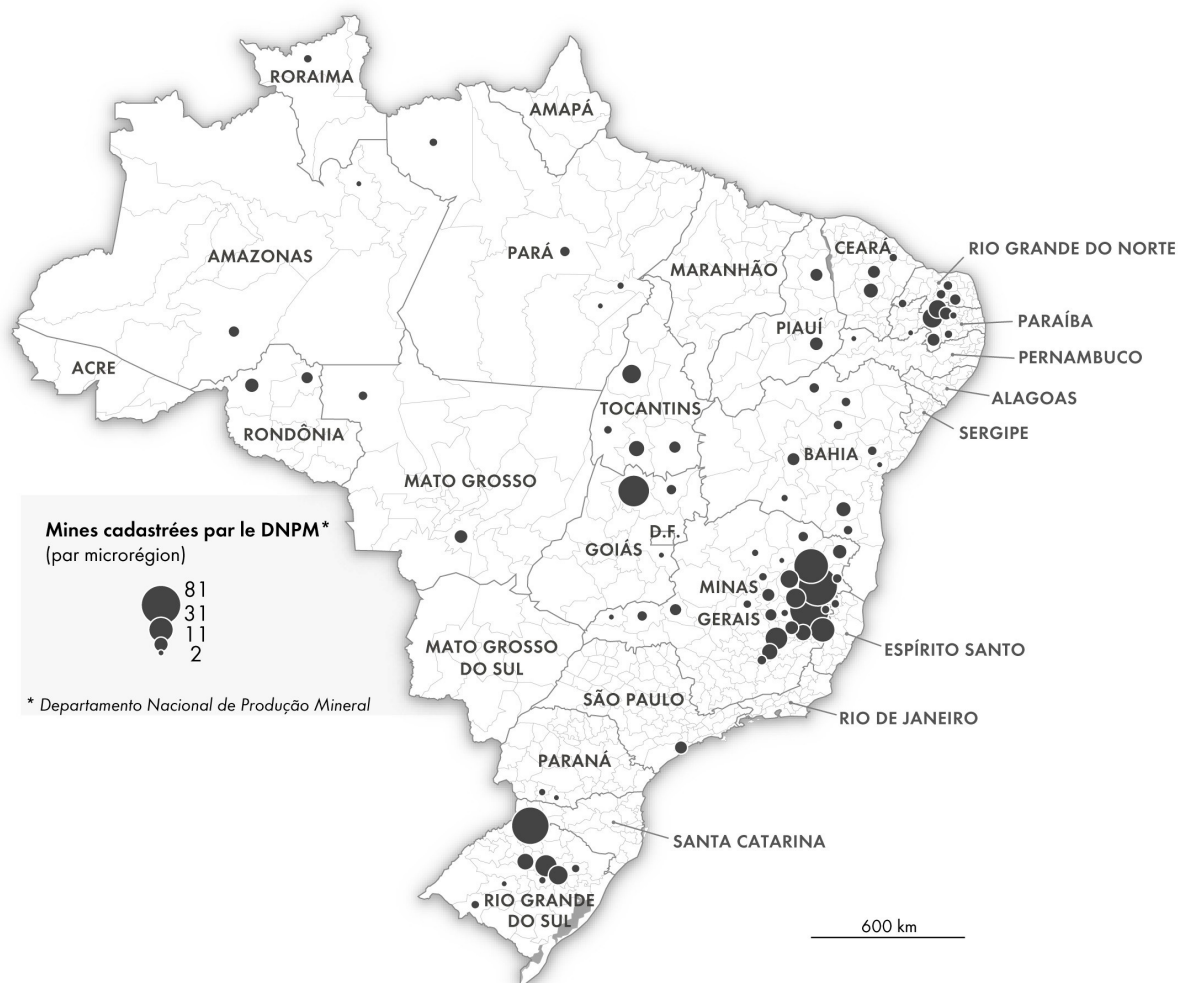 RORAIMA
AMAPÁ
AMAZONAS
PARÁ
MARANHÃO
CEARÁ
RIO GRANDE DO NORTE
PIAUÍ
PARAÍBA
PERNAMBUCO
ACRE
ALAGOAS
TOCANTINS
SERGIPE
RONDÔNIA
BAHIA
MATO GROSSO
D.F.
GOIÁS
MINAS
GERAIS
ESPÍRITO SANTO
MATO GROSSO
DO SUL
SÃO PAULO
RIO DE JANEIRO
PARANÁ
SANTA CATARINA
RIO GRANDE
DO SUL
Mines cadastrées par le DNPM*
(par microrégion)
81
31
11
2
* Departamento Nacional de Produção Mineral
600 km